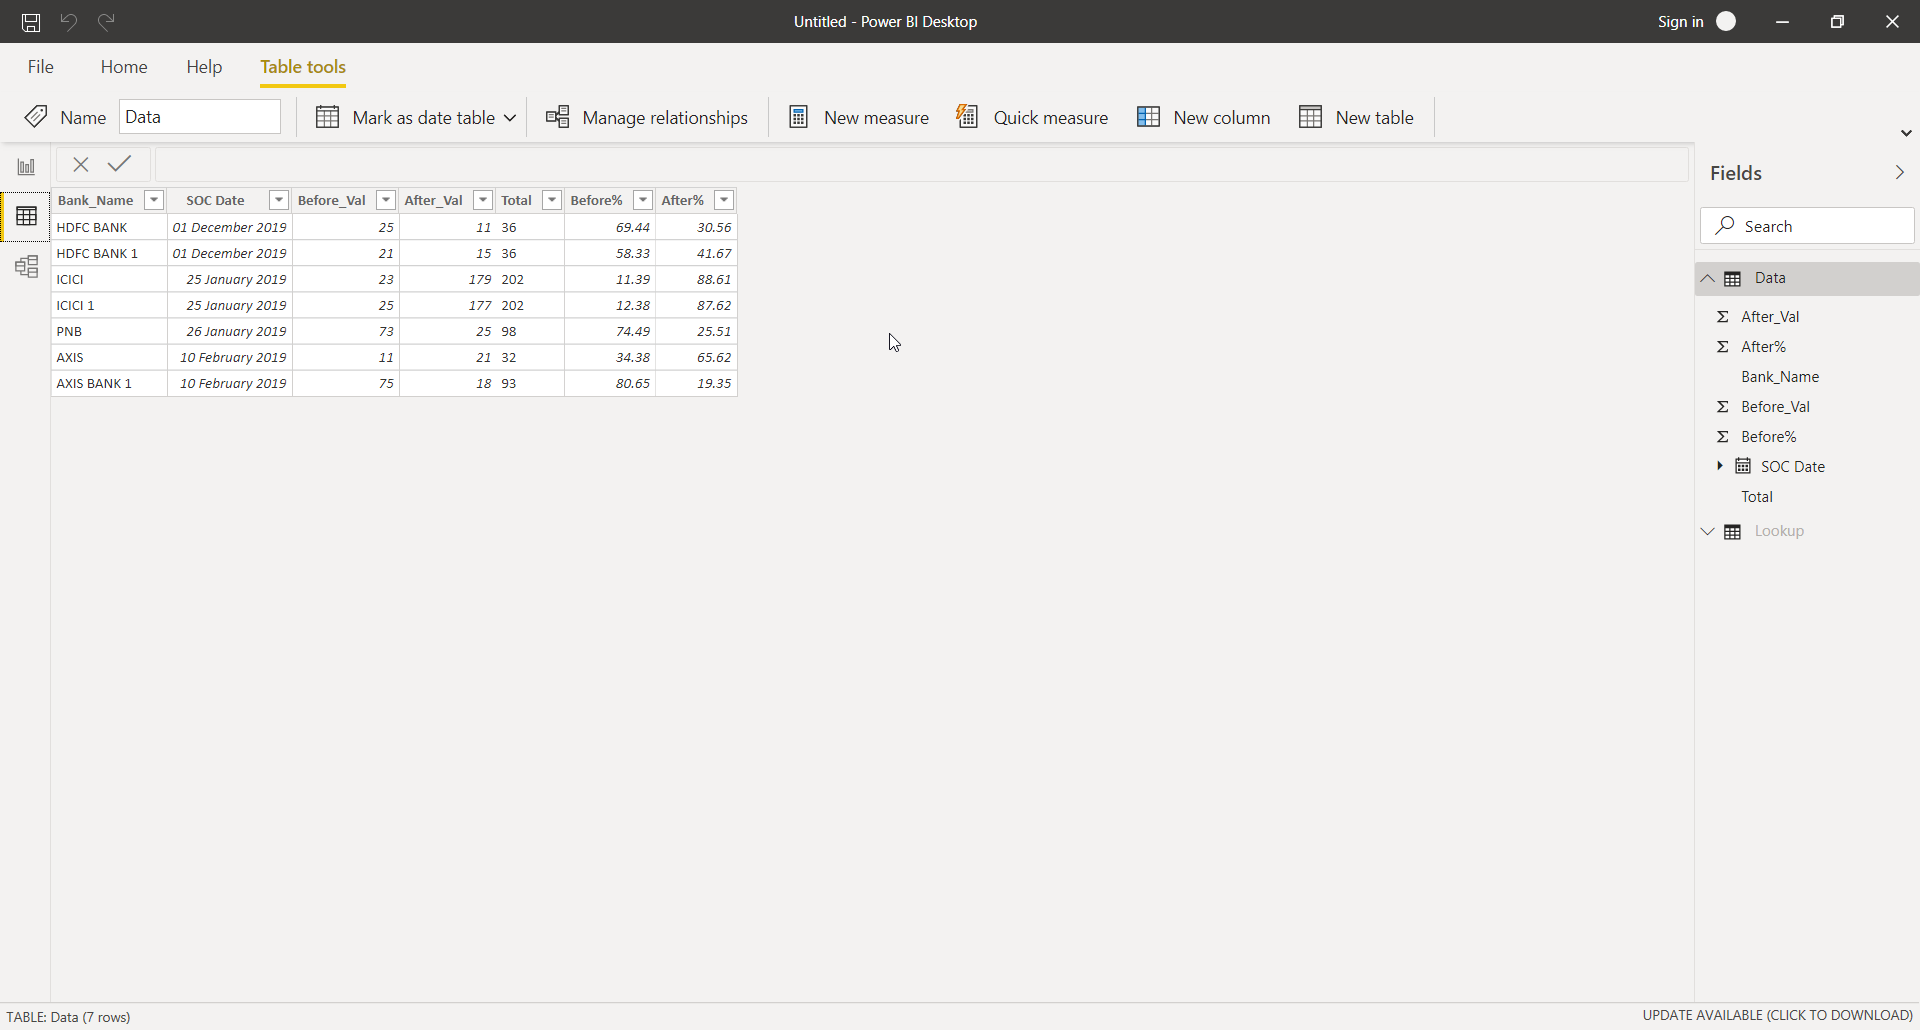 Untitled - Power BI Desktop
Sign in
File Home Help Table tools
Name Data Mark as date table Manage relationships New measure Quick measure New column New table
Bank_Name SOC Date Before_Val After_Val Total Before% After%
HDFC BANK 01 December 2019 25 11 36 69.44 30.56
HDFC BANK 1 01 December 2019 21 15 36 58.33 41.67
ICICI 25 January 2019 23 179 202 11.39 88.61
ICICI 1 25 January 2019 25 177 202 12.38 87.62
PNB 26 January 2019 73 25 98 74.49 25.51
AXIS 10 February 2019 11 21 32 34.38 65.62
AXIS BANK 1 10 February 2019 75 18 93 80.65 19.35
Fields
Search
Data
Σ After_Val
Σ After%
Bank_Name
Σ Before_Val
Σ Before%
SOC Date
Total
Lookup
TABLE: Data (7 rows)
UPDATE AVAILABLE (CLICK TO DOWNLOAD)